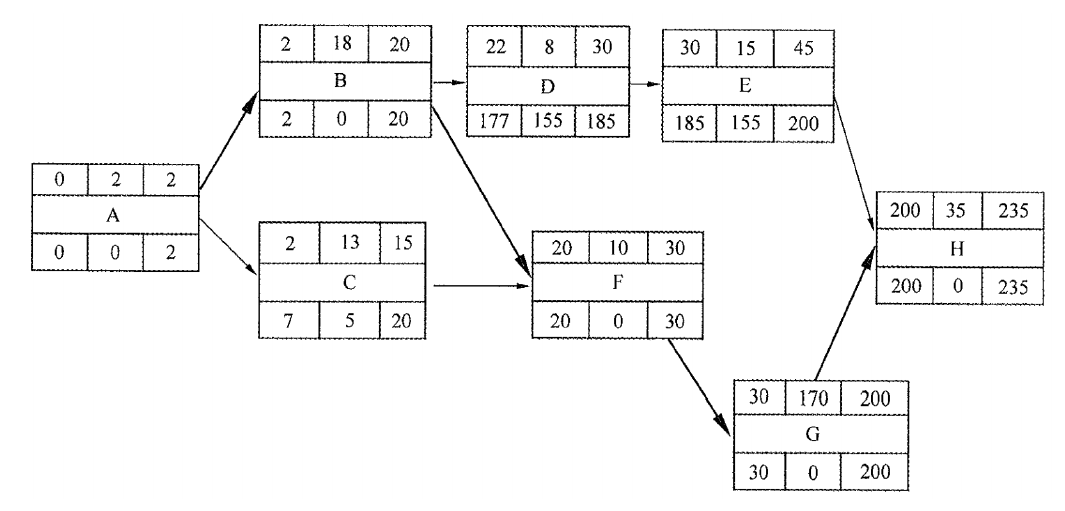 2 18 20
B
2 0 20
22 8 30
D
177 155 185
30 15 45
E
185 155 200
0 2 2
A
0 0 2
2 13 15
C
7 5 20
20 10 30
F
20 0 30
200 35 235
H
200 0 235
30 170 200
G
30 0 200